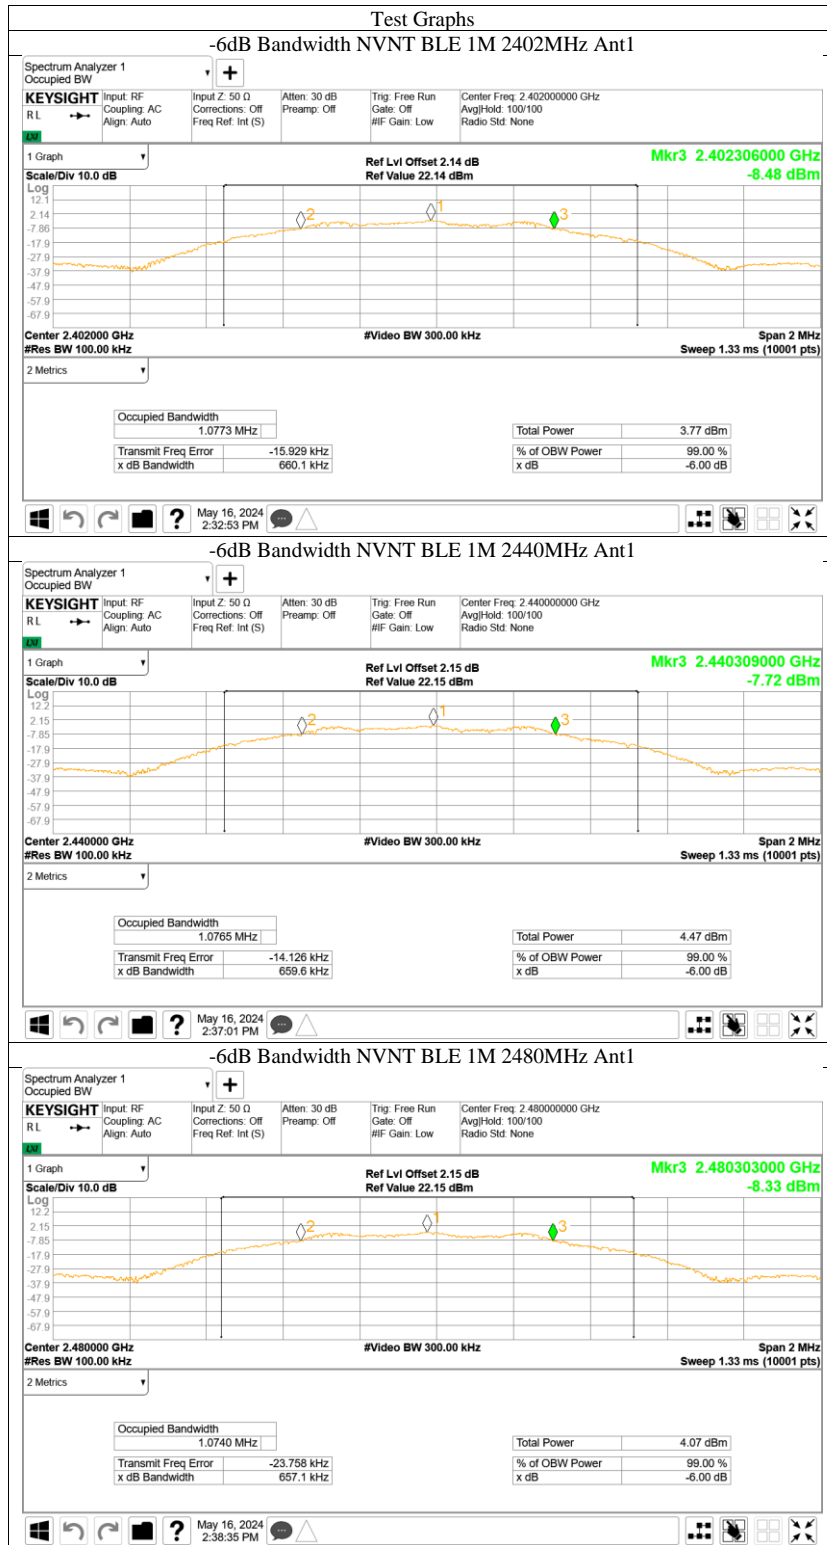 Test Graphs
-6dB Bandwidth NVNT BLE 1M 2402MHz Ant1
Spectrum Analyzer 1
Occupied BW
+
KEYSIGHT Input: RF Input Z: 50 Ω Atten: 30 dB Trig: Free Run Center Freq: 2.402000000 GHz
RL Coupling: AC Corrections: Off Preamp: Off Gate: Off Avg|Hold: 100/100
Align: Auto Freq Ref: Int (S) #IF Gain: Low Radio Std: None
LXI
1 Graph Ref Lvl Offset 2.14 dB Mkr3 2.402306000 GHz
Scale/Div 10.0 dB Ref Value 22.14 dBm -8.48 dBm
Log
12.1
2.14
-7.86
-17.9
-27.9
-37.9
-47.9
-57.9
-67.9
2 1 3
Center 2.402000 GHz #Video BW 300.00 kHz Span 2 MHz
#Res BW 100.00 kHz Sweep 1.33 ms (10001 pts)
2 Metrics
Occupied Bandwidth
1.0773 MHz Total Power 3.77 dBm
Transmit Freq Error -15.929 kHz % of OBW Power 99.00 %
x dB Bandwidth 660.1 kHz x dB -6.00 dB
? May 16, 2024
2:32:53 PM
-6dB Bandwidth NVNT BLE 1M 2440MHz Ant1
Spectrum Analyzer 1
Occupied BW
+
KEYSIGHT Input: RF Input Z: 50 Ω Atten: 30 dB Trig: Free Run Center Freq: 2.440000000 GHz
RL Coupling: AC Corrections: Off Preamp: Off Gate: Off Avg|Hold: 100/100
Align: Auto Freq Ref: Int (S) #IF Gain: Low Radio Std: None
LXI
1 Graph Ref Lvl Offset 2.15 dB Mkr3 2.440309000 GHz
Scale/Div 10.0 dB Ref Value 22.15 dBm -7.72 dBm
Log
12.2
2.15
-7.85
-17.9
-27.9
-37.9
-47.9
-57.9
-67.9
2 1 3
Center 2.440000 GHz #Video BW 300.00 kHz Span 2 MHz
#Res BW 100.00 kHz Sweep 1.33 ms (10001 pts)
2 Metrics
Occupied Bandwidth
1.0765 MHz Total Power 4.47 dBm
Transmit Freq Error -14.126 kHz % of OBW Power 99.00 %
x dB Bandwidth 659.6 kHz x dB -6.00 dB
? May 16, 2024
2:37:01 PM
-6dB Bandwidth NVNT BLE 1M 2480MHz Ant1
Spectrum Analyzer 1
Occupied BW
+
KEYSIGHT Input: RF Input Z: 50 Ω Atten: 30 dB Trig: Free Run Center Freq: 2.480000000 GHz
RL Coupling: AC Corrections: Off Preamp: Off Gate: Off Avg|Hold: 100/100
Align: Auto Freq Ref: Int (S) #IF Gain: Low Radio Std: None
LXI
1 Graph Ref Lvl Offset 2.15 dB Mkr3 2.480303000 GHz
Scale/Div 10.0 dB Ref Value 22.15 dBm -8.33 dBm
Log
12.2
2.15
-7.85
-17.9
-27.9
-37.9
-47.9
-57.9
-67.9
2 1 3
Center 2.480000 GHz #Video BW 300.00 kHz Span 2 MHz
#Res BW 100.00 kHz Sweep 1.33 ms (10001 pts)
2 Metrics
Occupied Bandwidth
1.0740 MHz Total Power 4.07 dBm
Transmit Freq Error -23.758 kHz % of OBW Power 99.00 %
x dB Bandwidth 657.1 kHz x dB -6.00 dB
? May 16, 2024
2:38:35 PM